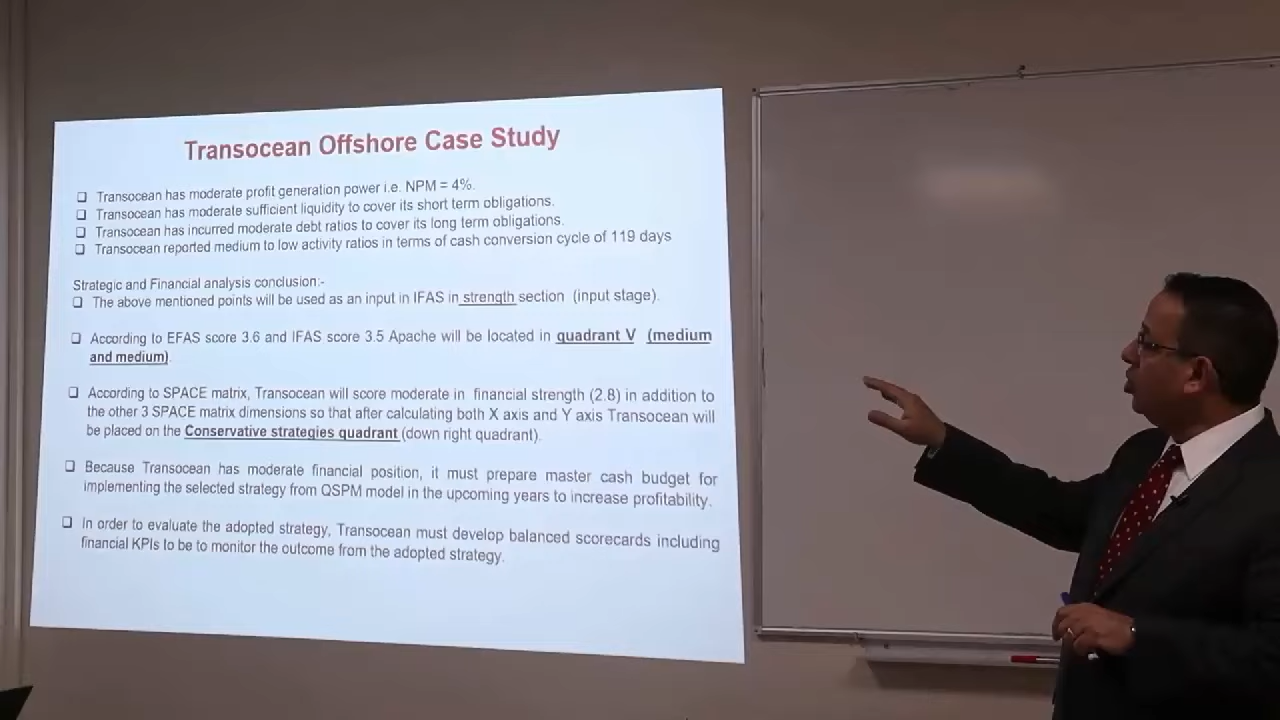 Transocean Offshore Case Study
❑ Transocean has moderate profit generation power i.e. NPM = 4%.
❑ Transocean has moderate sufficient liquidity to cover its short term obligations.
❑ Transocean has incurred moderate debt ratios to cover its long term obligations.
❑ Transocean reported medium to low activity ratios in terms of cash conversion cycle of 119 days
Strategic and Financial analysis conclusion:-
❑ The above mentioned points will be used as an input in IFAS in strength section (input stage).
❑ According to EFAS score 3.6 and IFAS score 3.5 Apache will be located in quadrant V (medium
and medium).
❑ According to SPACE matrix, Transocean will score moderate in financial strength (2.8) in addition to
the other 3 SPACE matrix dimensions so that after calculating both X axis and Y axis Transocean will
be placed on the Conservative strategies quadrant (down right quadrant).
❑ Because Transocean has moderate financial position, it must prepare master cash budget for
implementing the selected strategy from QSPM model in the upcoming years to increase profitability.
❑ In order to evaluate the adopted strategy, Transocean must develop balanced scorecards including
financial KPIs to be to monitor the outcome from the adopted strategy.